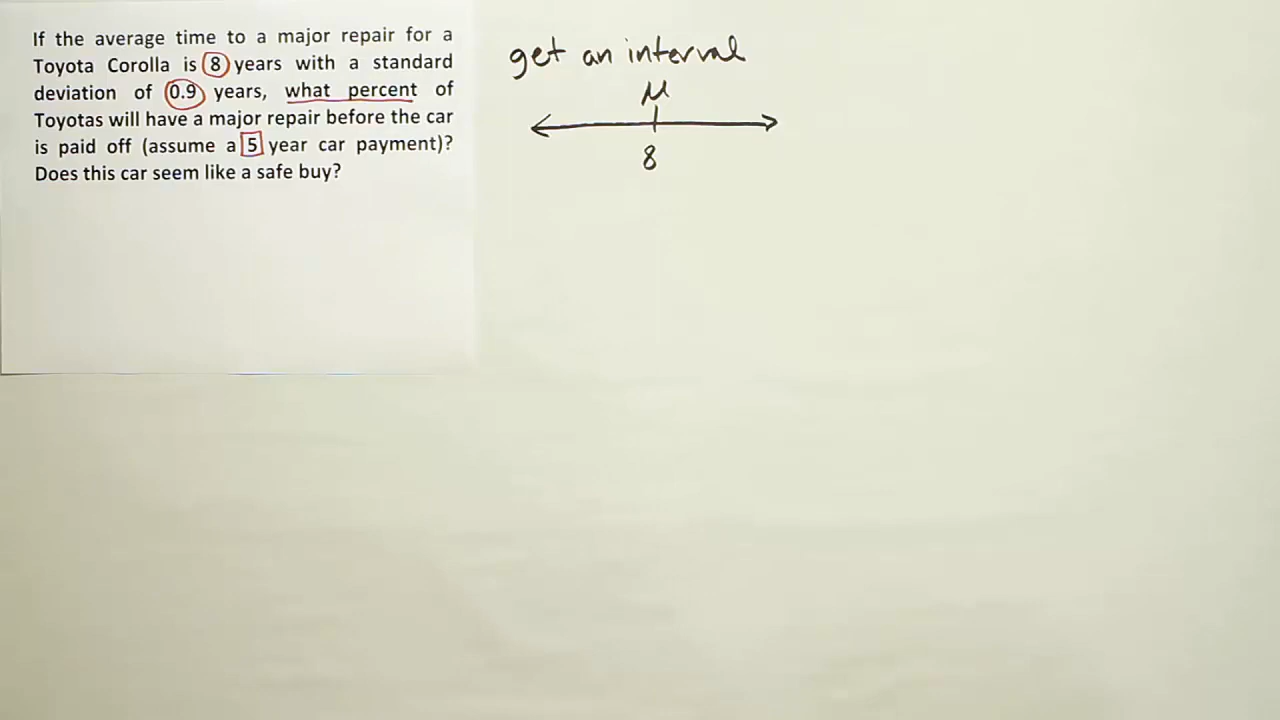 If the average time to a major repair for a
Toyota Corolla is 8 years with a standard
deviation of 0.9 years, what percent of
Toyotas will have a major repair before the car
is paid off (assume a 5 year car payment)?
Does this car seem like a safe buy?
get an interval
μ
8